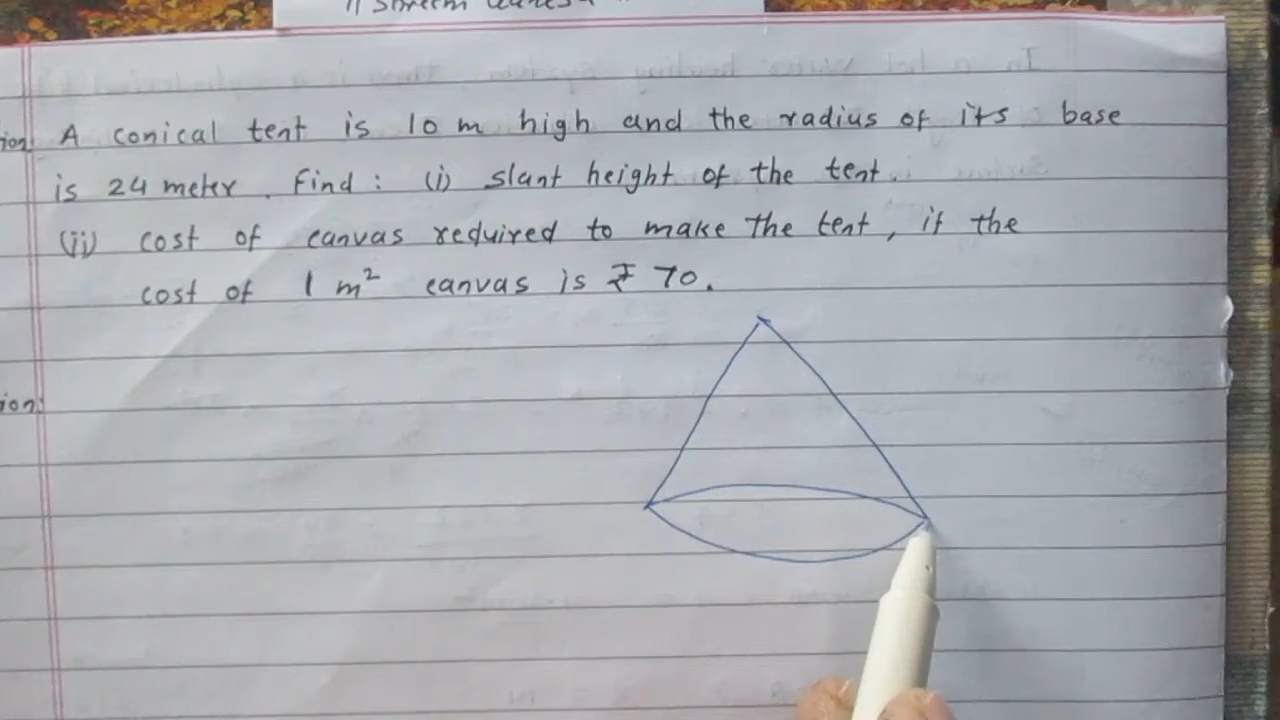 ion: A conical tent is 10 m high and the radius of its base
is 24 meter. Find : (i) slant height of the tent.
(ii) cost of canvas required to make the tent, if the
cost of 1 m² canvas is ₹ 70.
ion: